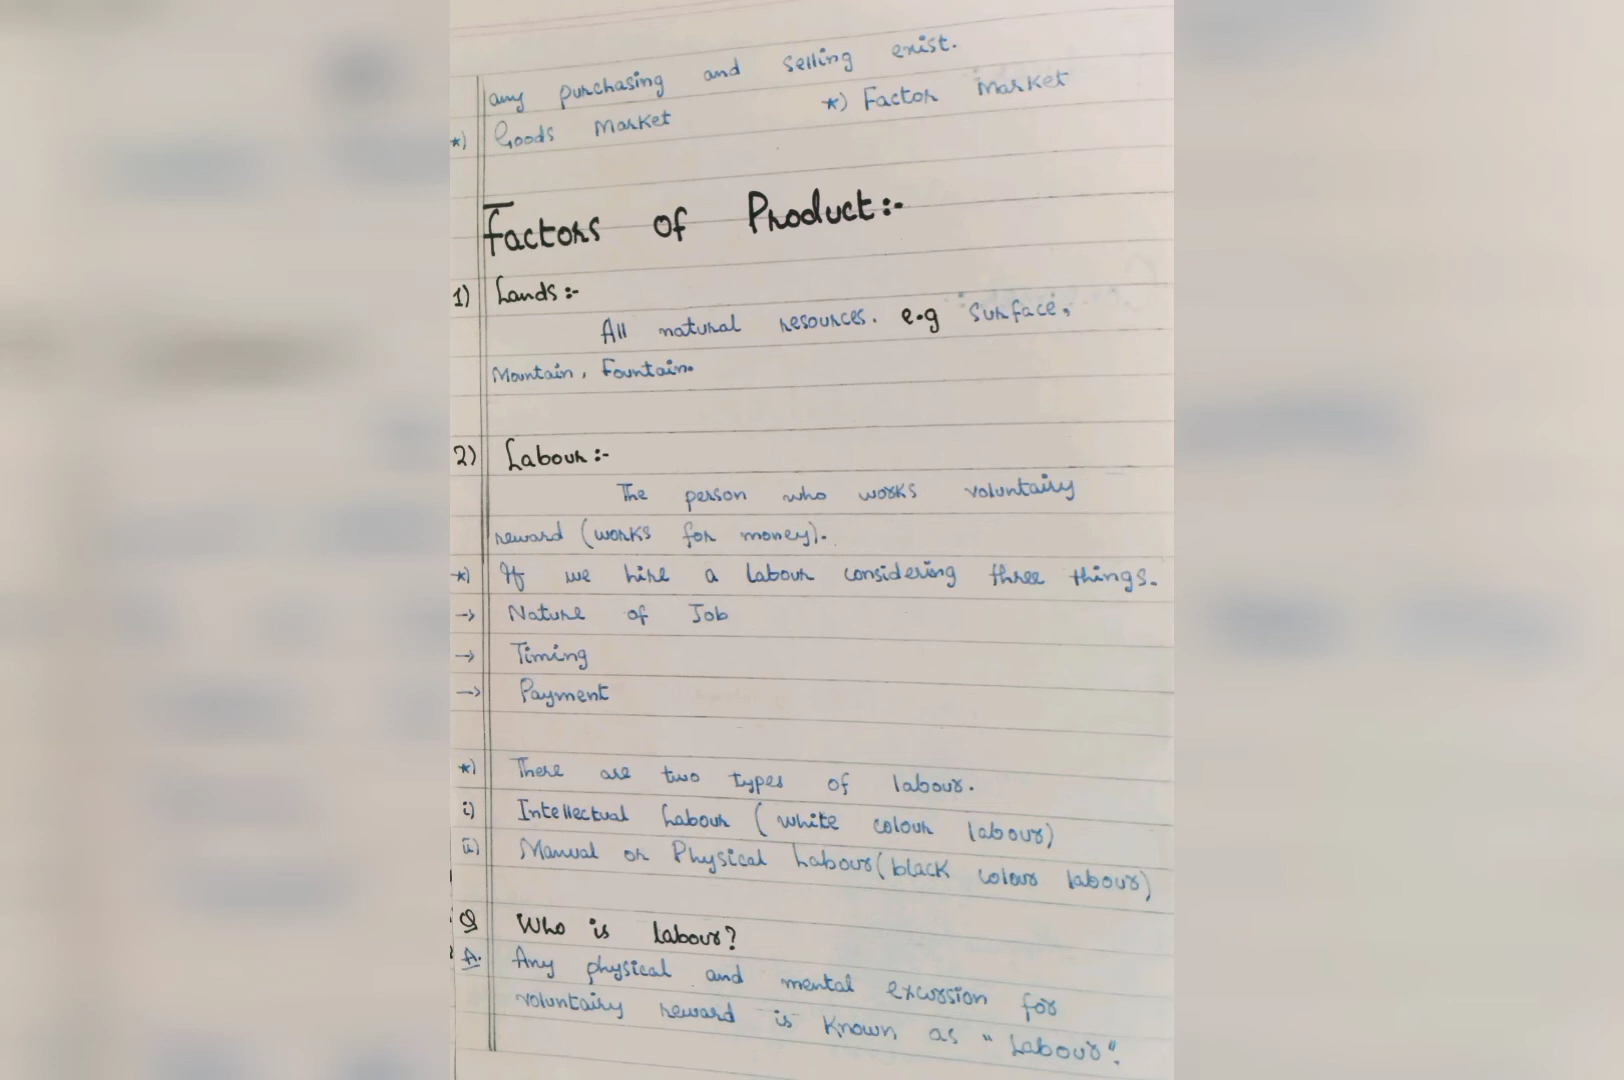 any purchasing and selling exist.
*) Goods Market *) Factor Market
Factors of Product:-
1) Lands:-
All natural resources. e.g Surface,
Mountain, Fountain.
2) Labour:-
The person who works voluntairy
reward (works for money).
*) If we hire a labour considering three things.
→ Nature of Job
→ Timing
→ Payment
*) There are two types of labour.
i) Intellectual Labour (white colour labour)
ii) Manual or Physical Labour (black colour labour)
Q Who is labour?
A. Any physical and mental excursion for
voluntairy reward is known as "Labour".